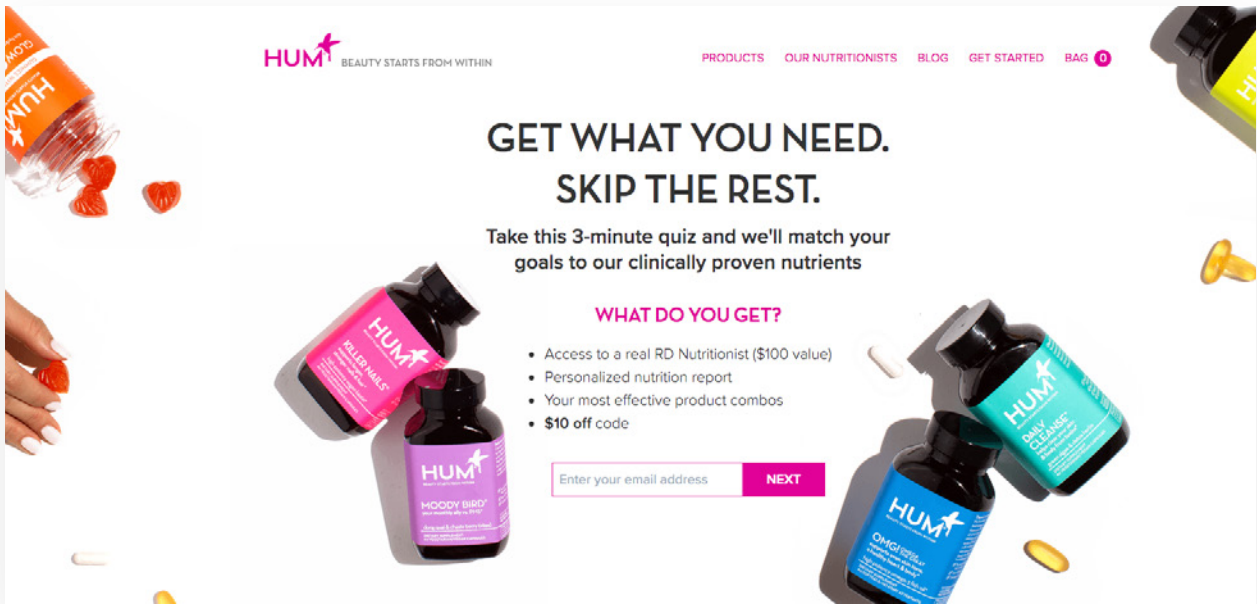 HUM BEAUTY STARTS FROM WITHIN
PRODUCTS OUR NUTRITIONISTS BLOG GET STARTED BAG 0
GET WHAT YOU NEED.
SKIP THE REST.
Take this 3-minute quiz and we'll match your
goals to our clinically proven nutrients
WHAT DO YOU GET?
• Access to a real RD Nutritionist ($100 value)
• Personalized nutrition report
• Your most effective product combos
• $10 off code
Enter your email address NEXT
HUM
HUM
KILLER NAILS®
HUM
MOODY BIRD®
HUM
DAILY
CLEANSE™
HUM
OMG!